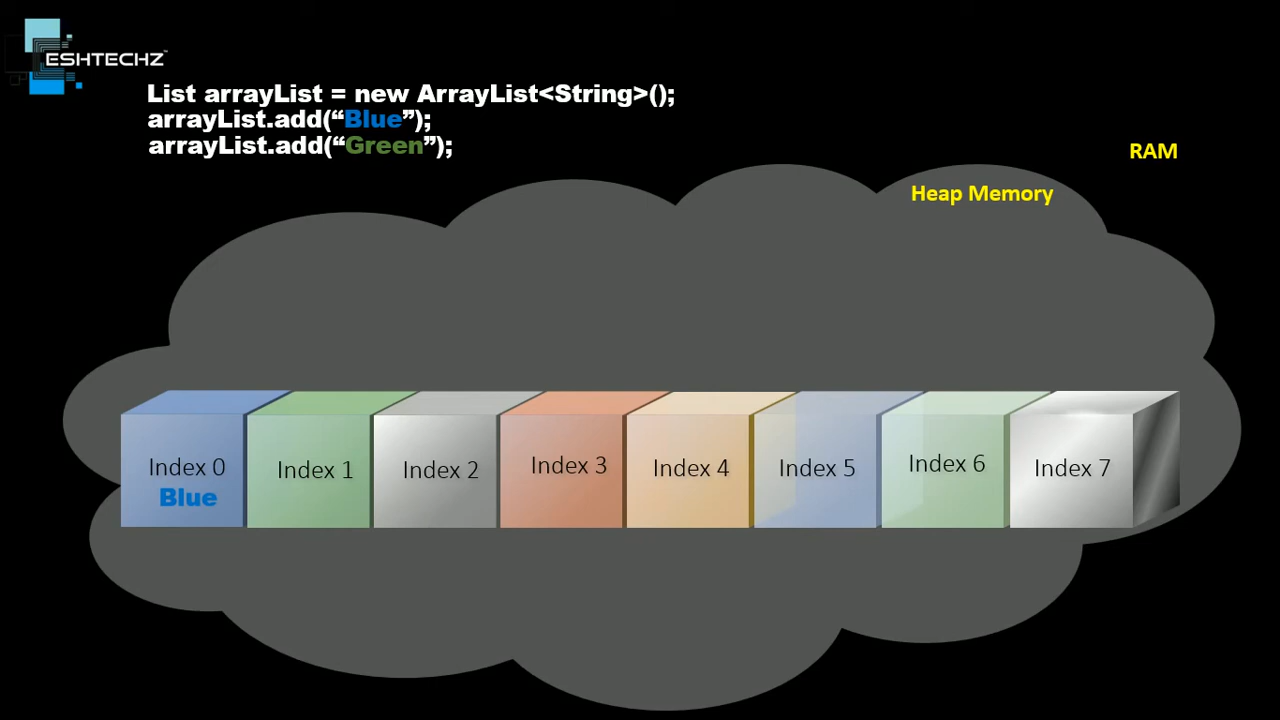 ESHTECHZ™
List arrayList = new ArrayList<String>();
arrayList.add(“Blue”);
arrayList.add(“Green”);
RAM
Heap Memory
Index 0
Blue
Index 1
Index 2
Index 3
Index 4
Index 5
Index 6
Index 7